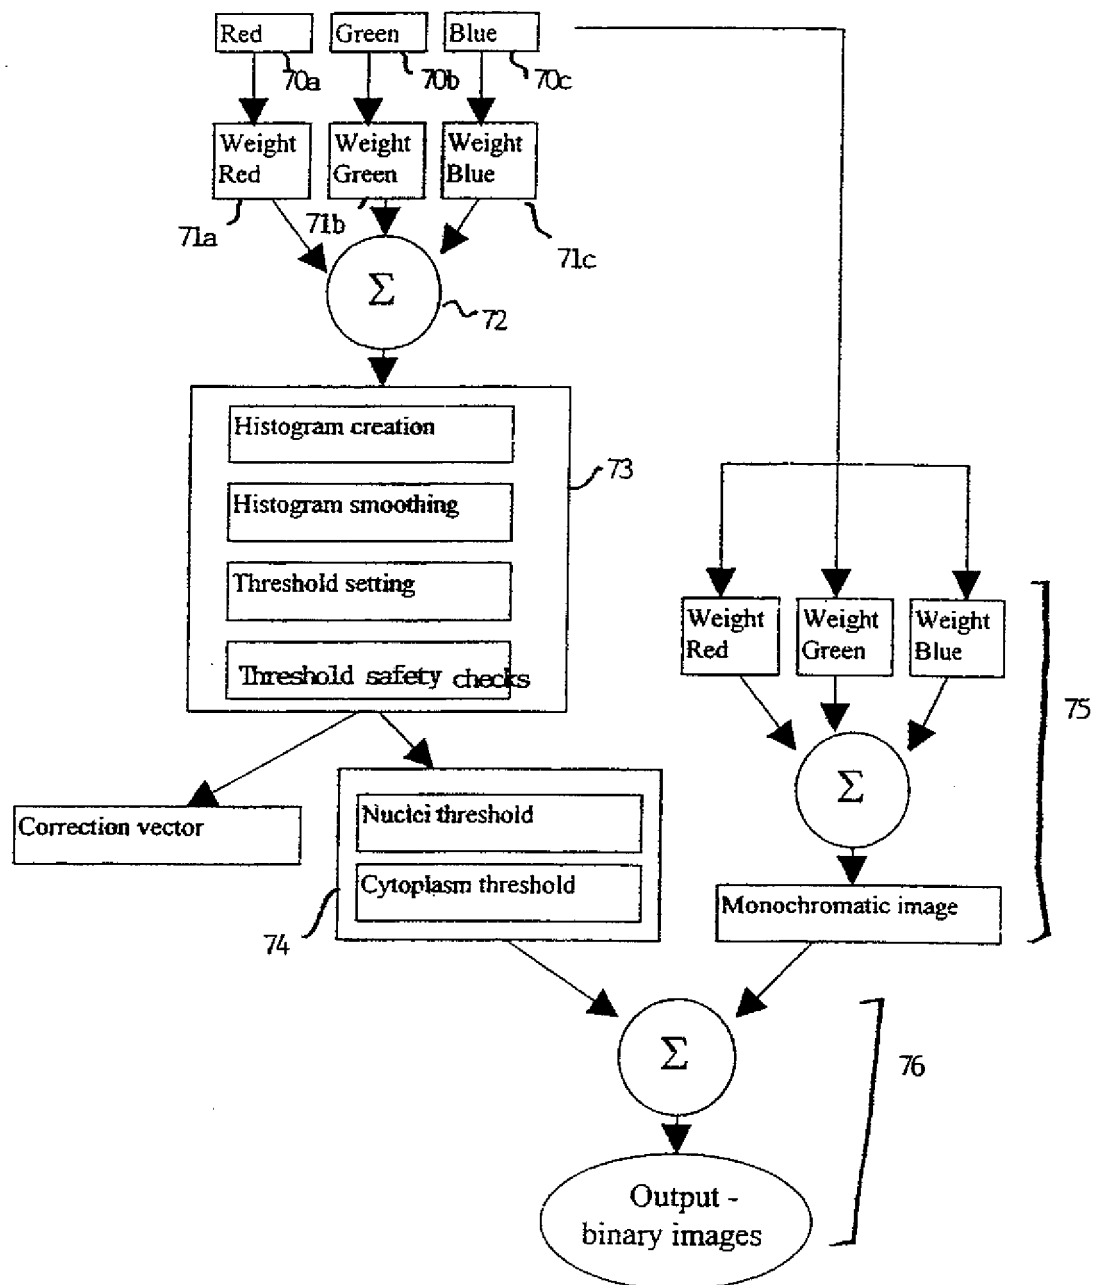 Red
Green
Blue
70a
70b
70c
Weight
Red
Weight
Green
Weight
Blue
71a
71b
71c
Σ
72
Histogram creation
Histogram smoothing
Threshold setting
Threshold safety checks
73
Weight
Red
Weight
Green
Weight
Blue
75
Σ
Correction vector
Nuclei threshold
Cytoplasm threshold
74
Monochromatic image
Σ
76
Output -
binary images